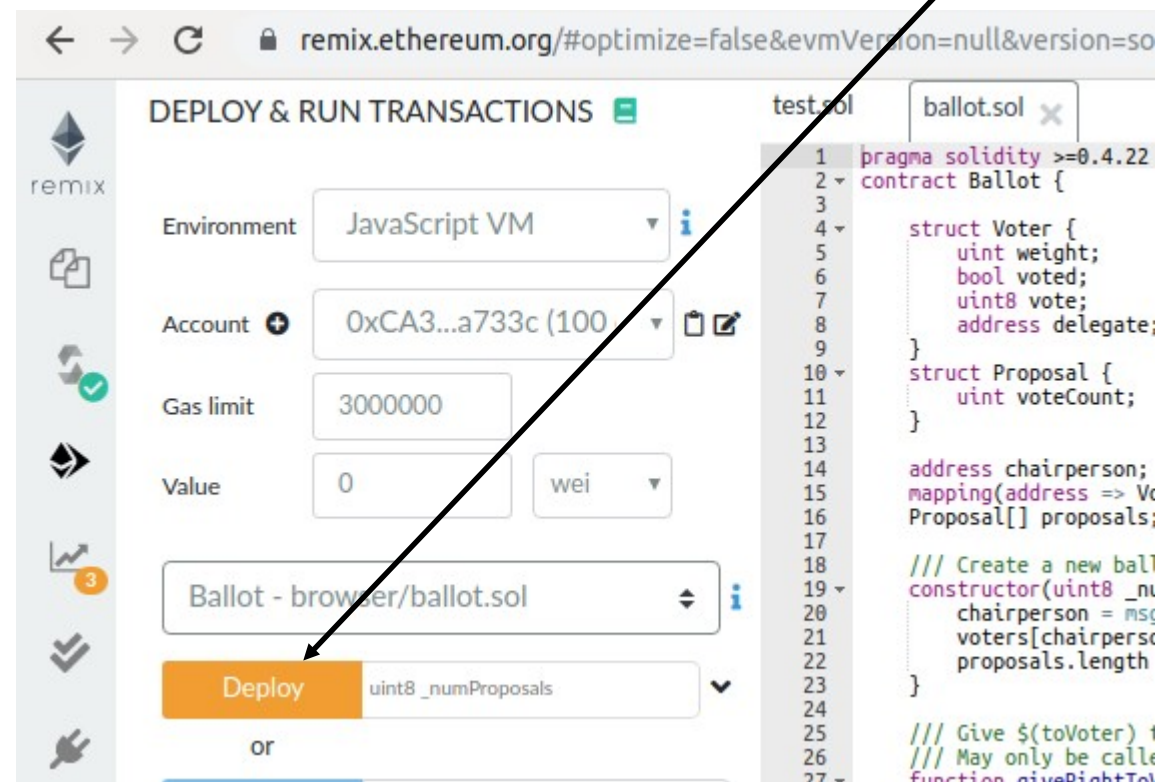 remix.ethereum.org/#optimize=false&evmVersion=null&version=so
remix
DEPLOY & RUN TRANSACTIONS
Environment
JavaScript VM
Account
0xCA3...a733c (100
Gas limit
3000000
Value
0
wei
3
Ballot - browser/ballot.sol
Deploy
uint8 _numProposals
or
test.sol
ballot.sol
1 pragma solidity >=0.4.22
2 contract Ballot {
3
4 struct Voter {
5 uint weight;
6 bool voted;
7 uint8 vote;
8 address delegate;
9 }
10 struct Proposal {
11 uint voteCount;
12 }
13
14 address chairperson;
15 mapping(address => Vo
16 Proposal[] proposals;
17
18 /// Create a new ball
19 constructor(uint8 _nu
20 chairperson = msg
21 voters[chairperso
22 proposals.length
23 }
24
25 /// Give $(toVoter) t
26 /// May only be calle
27 function giveRightToV